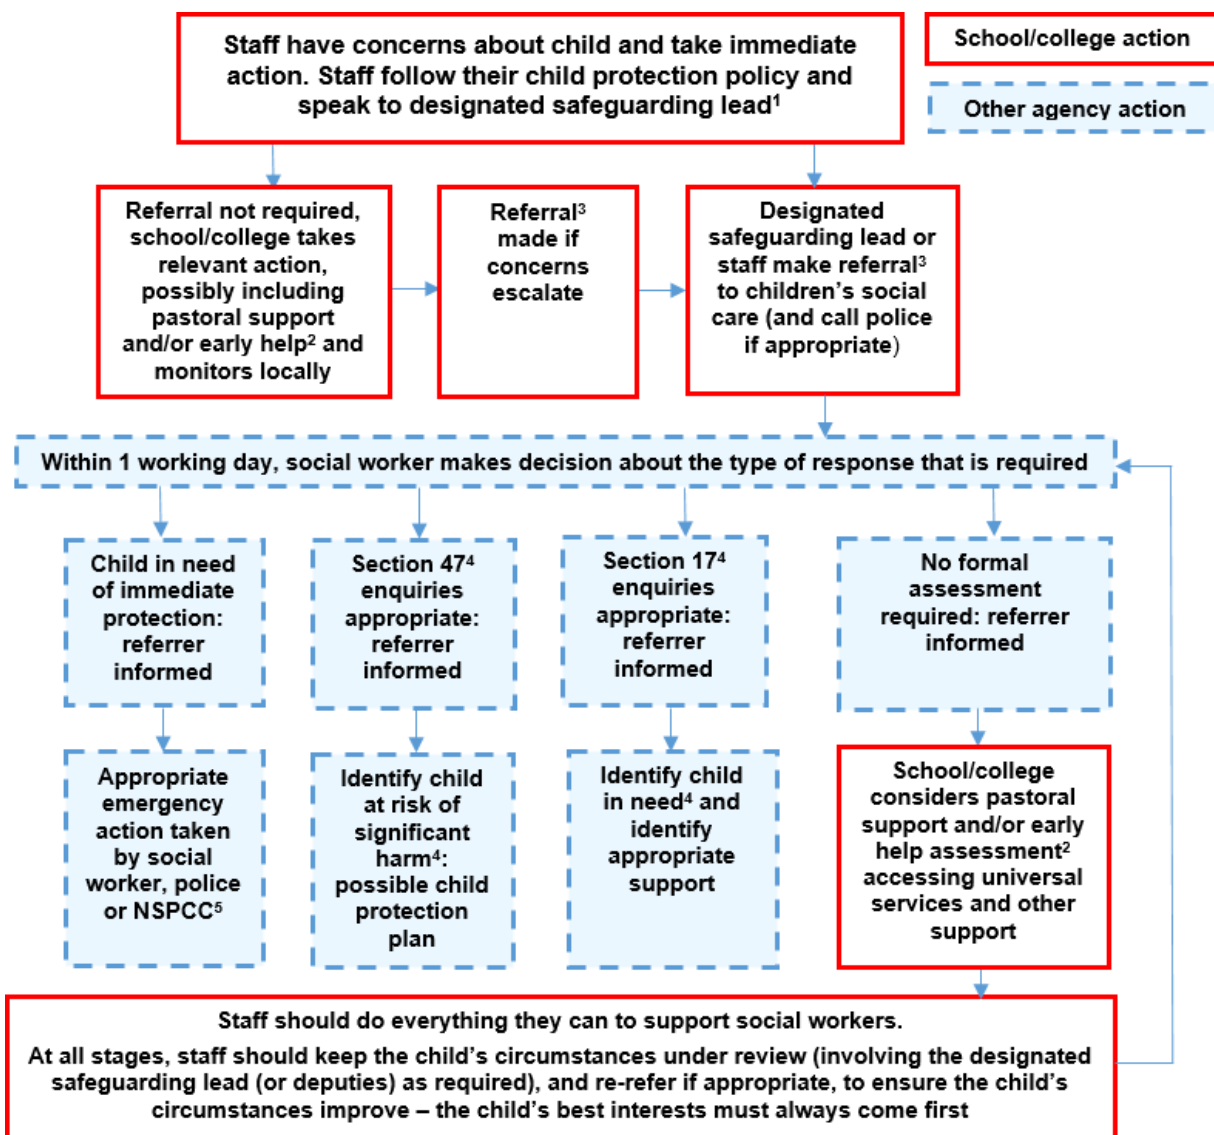 Staff have concerns about child and take immediate
action. Staff follow their child protection policy and
speak to designated safeguarding lead¹
School/college action
Other agency action
Referral not required,
school/college takes
relevant action,
possibly including
pastoral support
and/or early help² and
monitors locally
Referral³
made if
concerns
escalate
Designated
safeguarding lead or
staff make referral³
to children’s social
care (and call police
if appropriate)
Within 1 working day, social worker makes decision about the type of response that is required
Child in need
of immediate
protection:
referrer
informed
Section 47⁴
enquiries
appropriate:
referrer
informed
Section 17⁴
enquiries
appropriate:
referrer
informed
No formal
assessment
required: referrer
informed
Appropriate
emergency
action taken
by social
worker, police
or NSPCC⁵
Identify child
at risk of
significant
harm⁴:
possible child
protection
plan
Identify child
in need⁴ and
identify
appropriate
support
School/college
considers pastoral
support and/or early
help assessment²
accessing universal
services and other
support
Staff should do everything they can to support social workers.
At all stages, staff should keep the child’s circumstances under review (involving the designated
safeguarding lead (or deputies) as required), and re-refer if appropriate, to ensure the child’s
circumstances improve – the child’s best interests must always come first